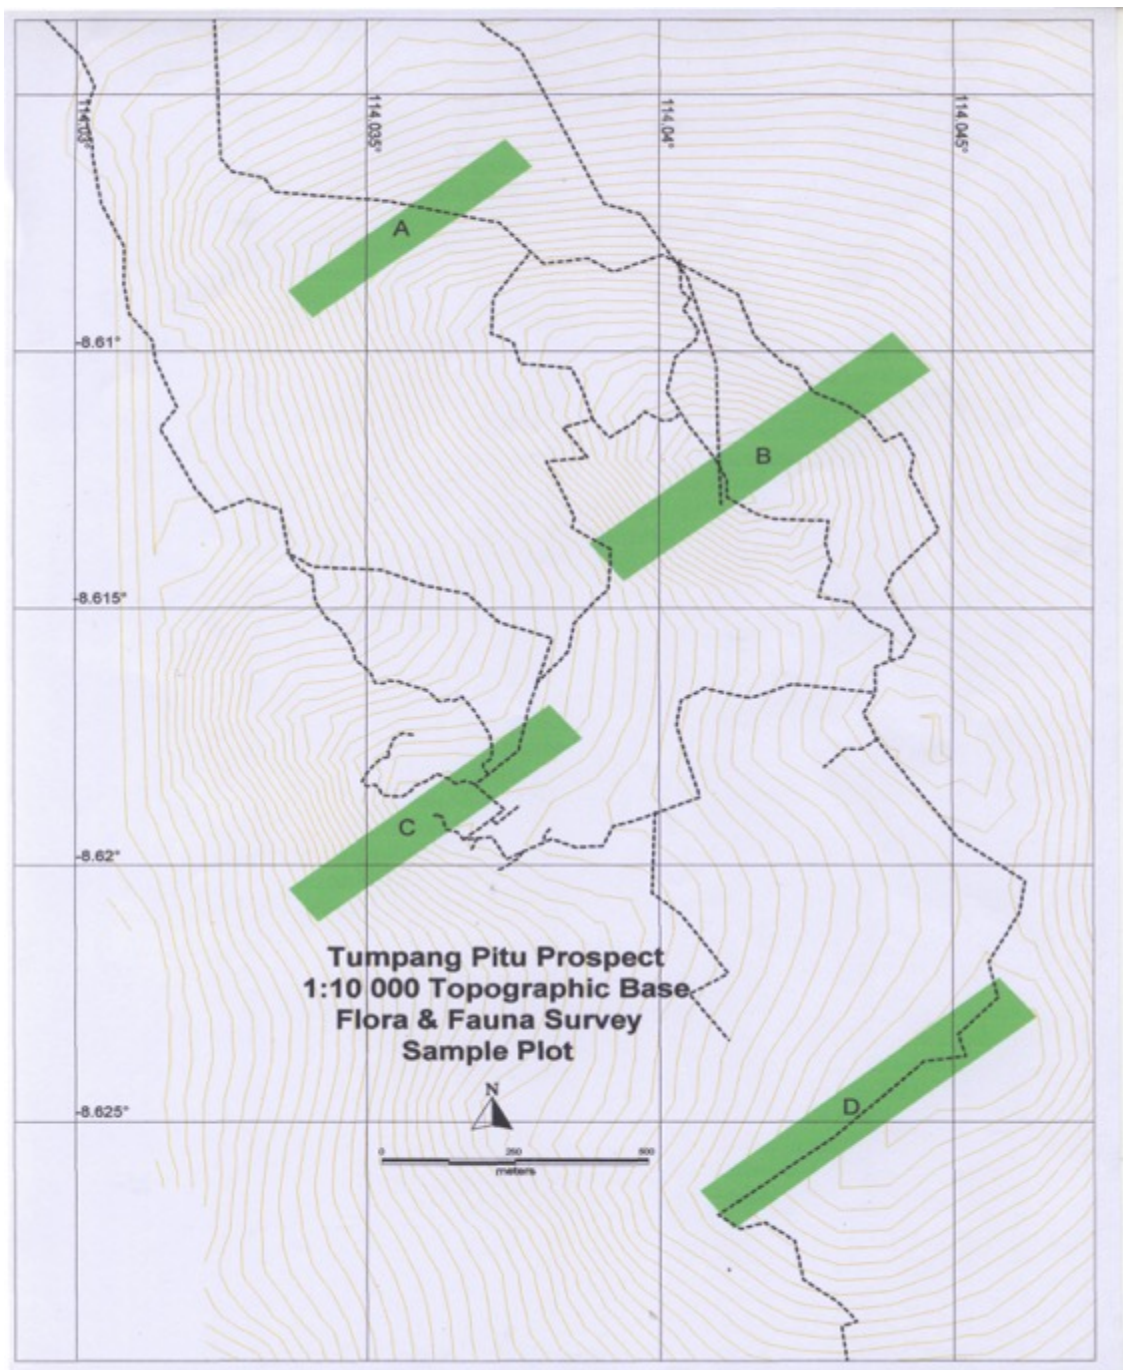 114.03°
114.035°
114.04°
114.045°
A
-8.61°
B
-8.615°
C
-8.62°
Tumpang Pitu Prospect
1:10 000 Topographic Base
Flora & Fauna Survey
Sample Plot
N
D
-8.625°
0 250 500
meters